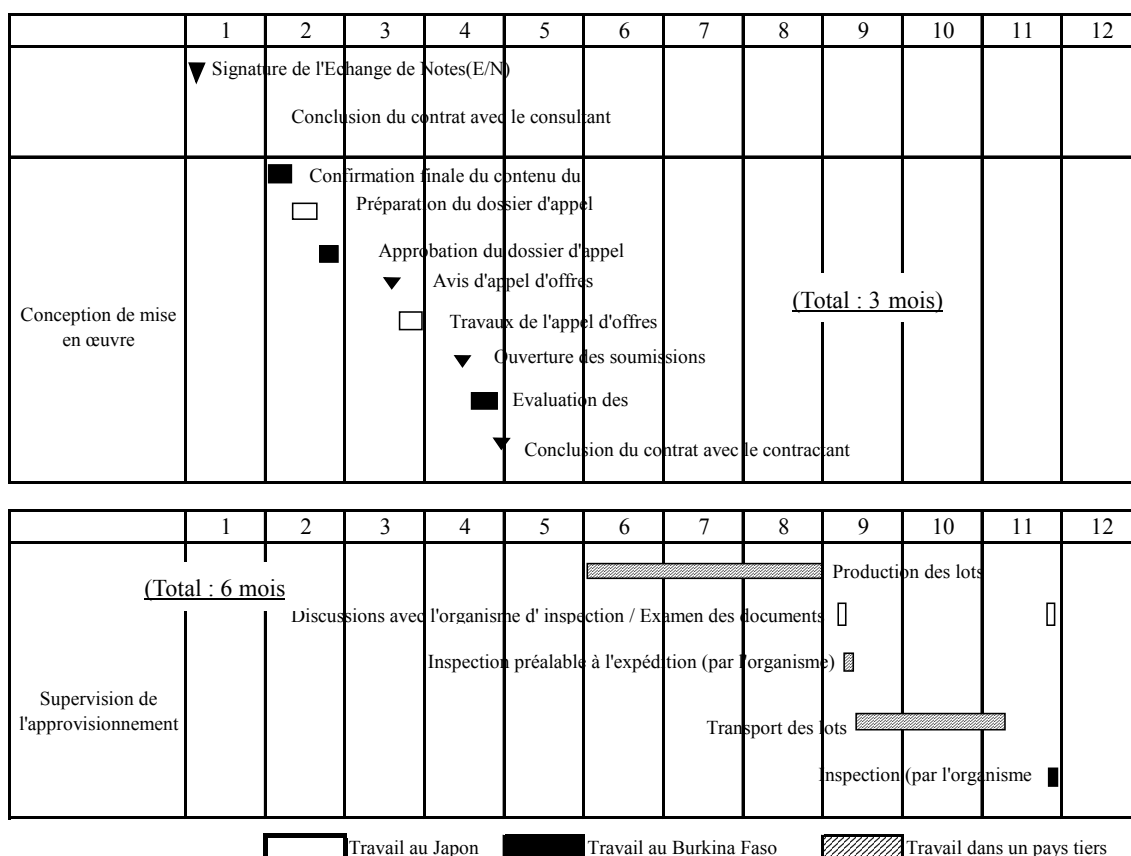 1 2 3 4 5 6 7 8 9 10 11 12
Signature de l'Echange de Notes(E/N)
Conclusion du contrat avec le consultant
Confirmation finale du contenu du
Préparation du dossier d'appel
Approbation du dossier d'appel
Avis d'appel d'offres
(Total : 3 mois)
Conception de mise
en œuvre
Travaux de l'appel d'offres
Ouverture des soumissions
Evaluation des
Conclusion du contrat avec le contractant
1 2 3 4 5 6 7 8 9 10 11 12
Production des lots
(Total : 6 mois
Discussions avec l'organisme d' inspection / Examen des documents
Inspection préalable à l'expédition (par l'organisme)
Supervision de
l'approvisionnement
Transport des lots
Inspection (par l'organisme
Travail au Japon Travail au Burkina Faso Travail dans un pays tiers